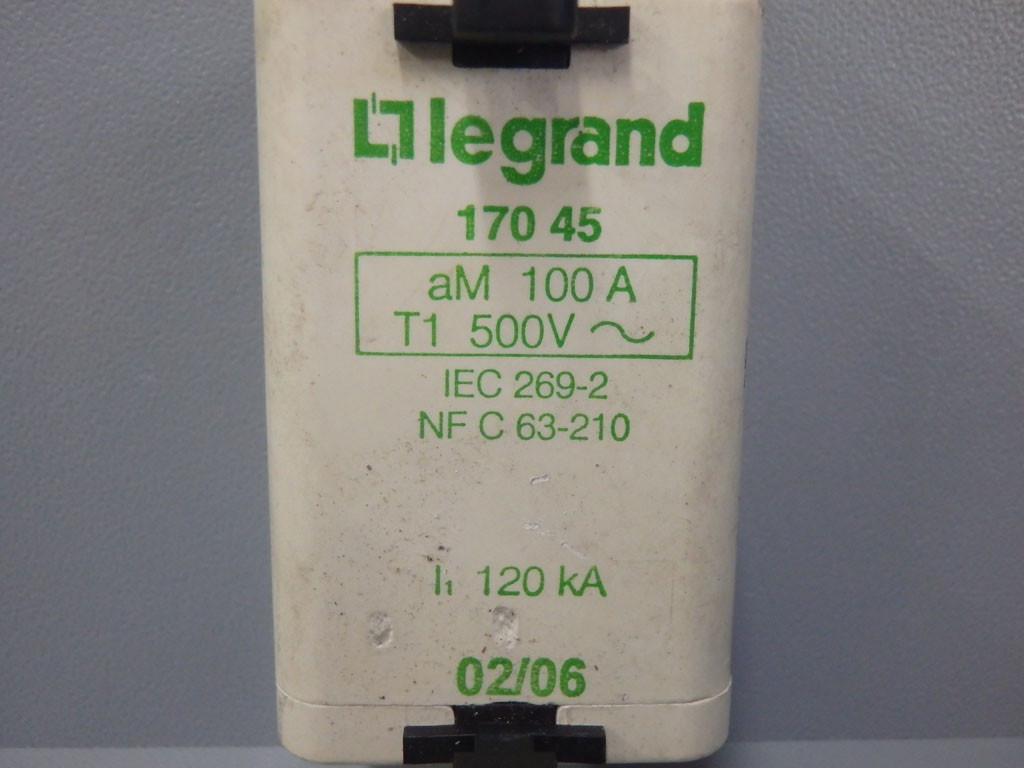 legrand
170 45
aM 100 A
T1 500V ~
IEC 269-2
NF C 63-210
I1 120 kA
02/06